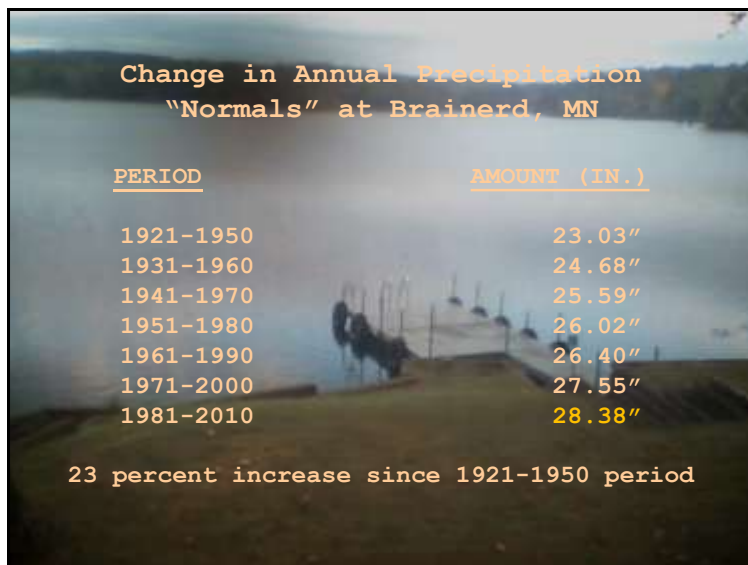 Change in Annual Precipitation
“Normals” at Brainerd, MN
PERIOD AMOUNT (IN.)
1921-1950 23.03”
1931-1960 24.68”
1941-1970 25.59”
1951-1980 26.02”
1961-1990 26.40”
1971-2000 27.55”
1981-2010 28.38”
23 percent increase since 1921-1950 period